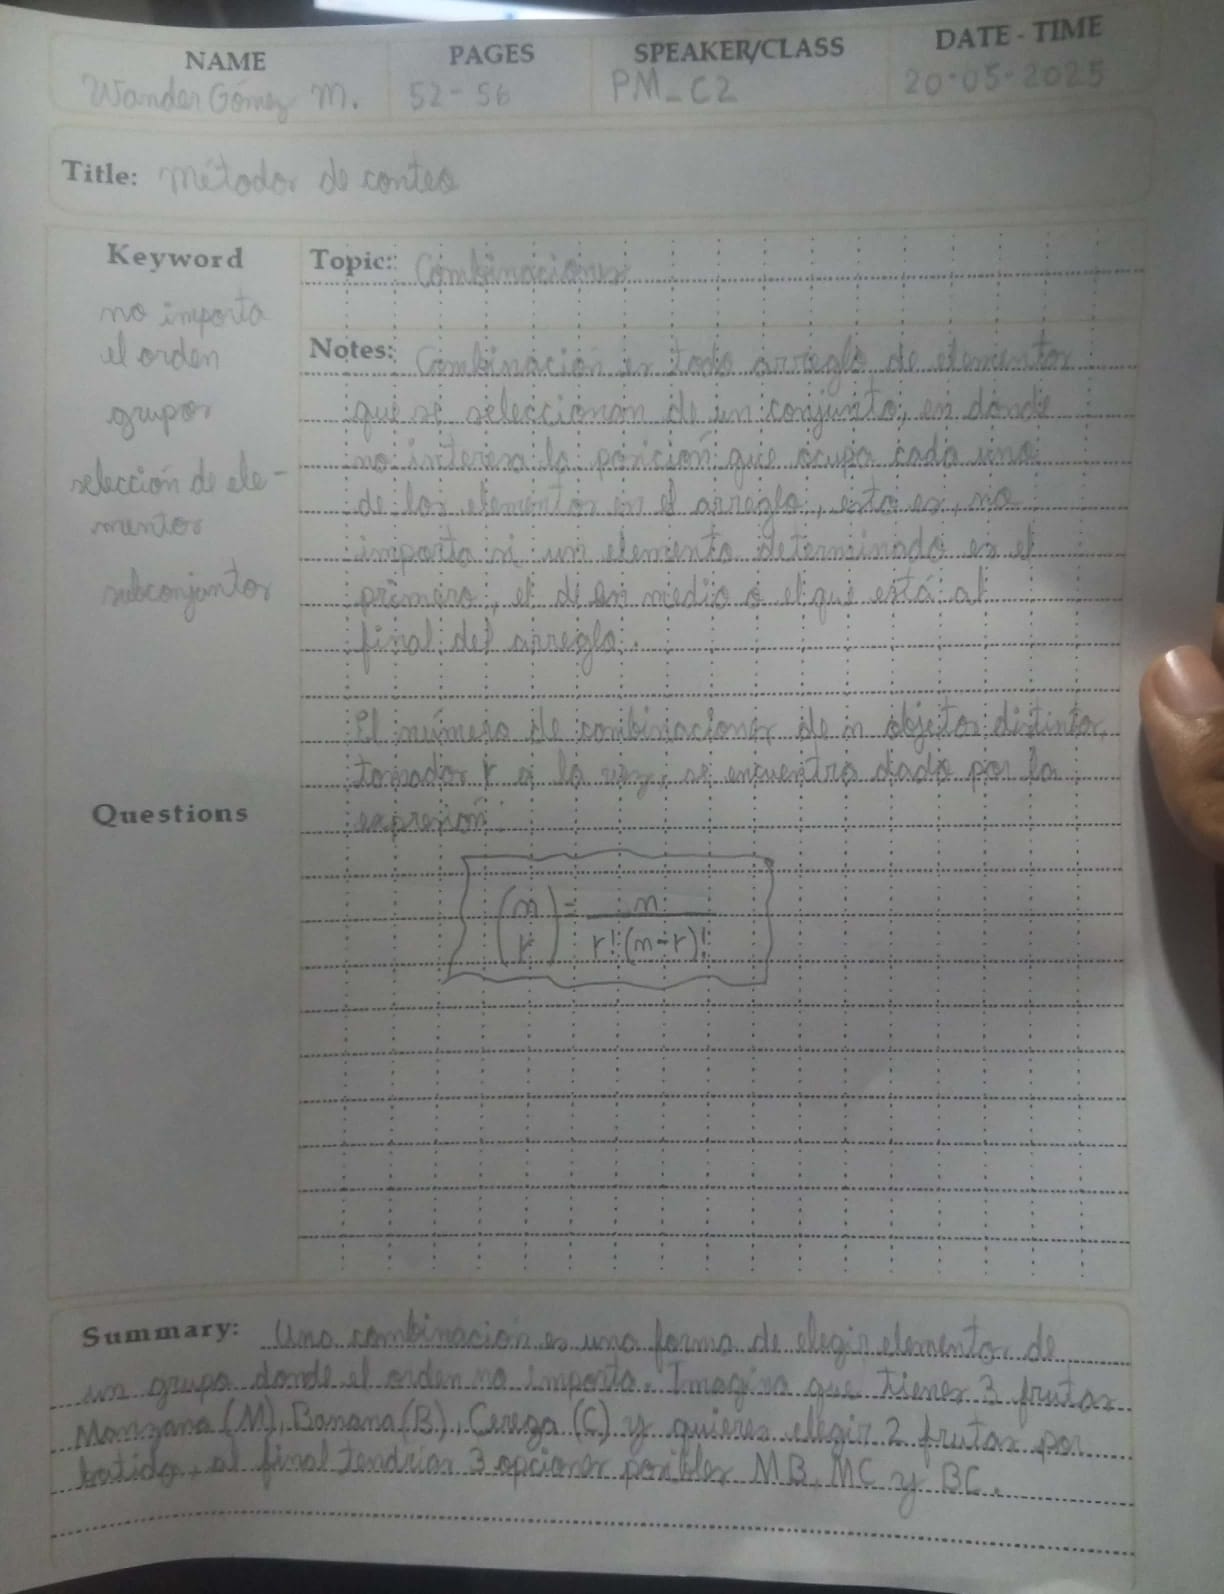 NAME PAGES SPEAKER/CLASS DATE - TIME
Wander Gómez M. 52-56 PM_C2 20-05-2025
Title: Métodos de conteo
Keyword
no importa
el orden
grupos
selección de ele-
mentos
subconjuntos
Questions
Topic: Combinaciones
Notes: Combinación es todo arreglo de elementos
que se seleccionan de un conjunto, en donde
no interesa la posición que ocupa cada uno
de los elementos en el arreglo, esto es, no
importa si un elemento determinado es el
primero, el de en medio o el que está al
final del arreglo.
El número de combinaciones de n objetos distintos,
tomados r a la vez, se encuentra dado por la
expresión:
(n r) = n / r!(n-r)!
Summary: Una combinación es una forma de elegir elementos de
un grupo donde el orden no importa. Imagina que tienes 3 frutas
Manzana (M), Banana (B), Cereza (C) y quieres elegir 2 frutas por
batida, al final tendrías 3 opciones posibles MB, MC y BC.